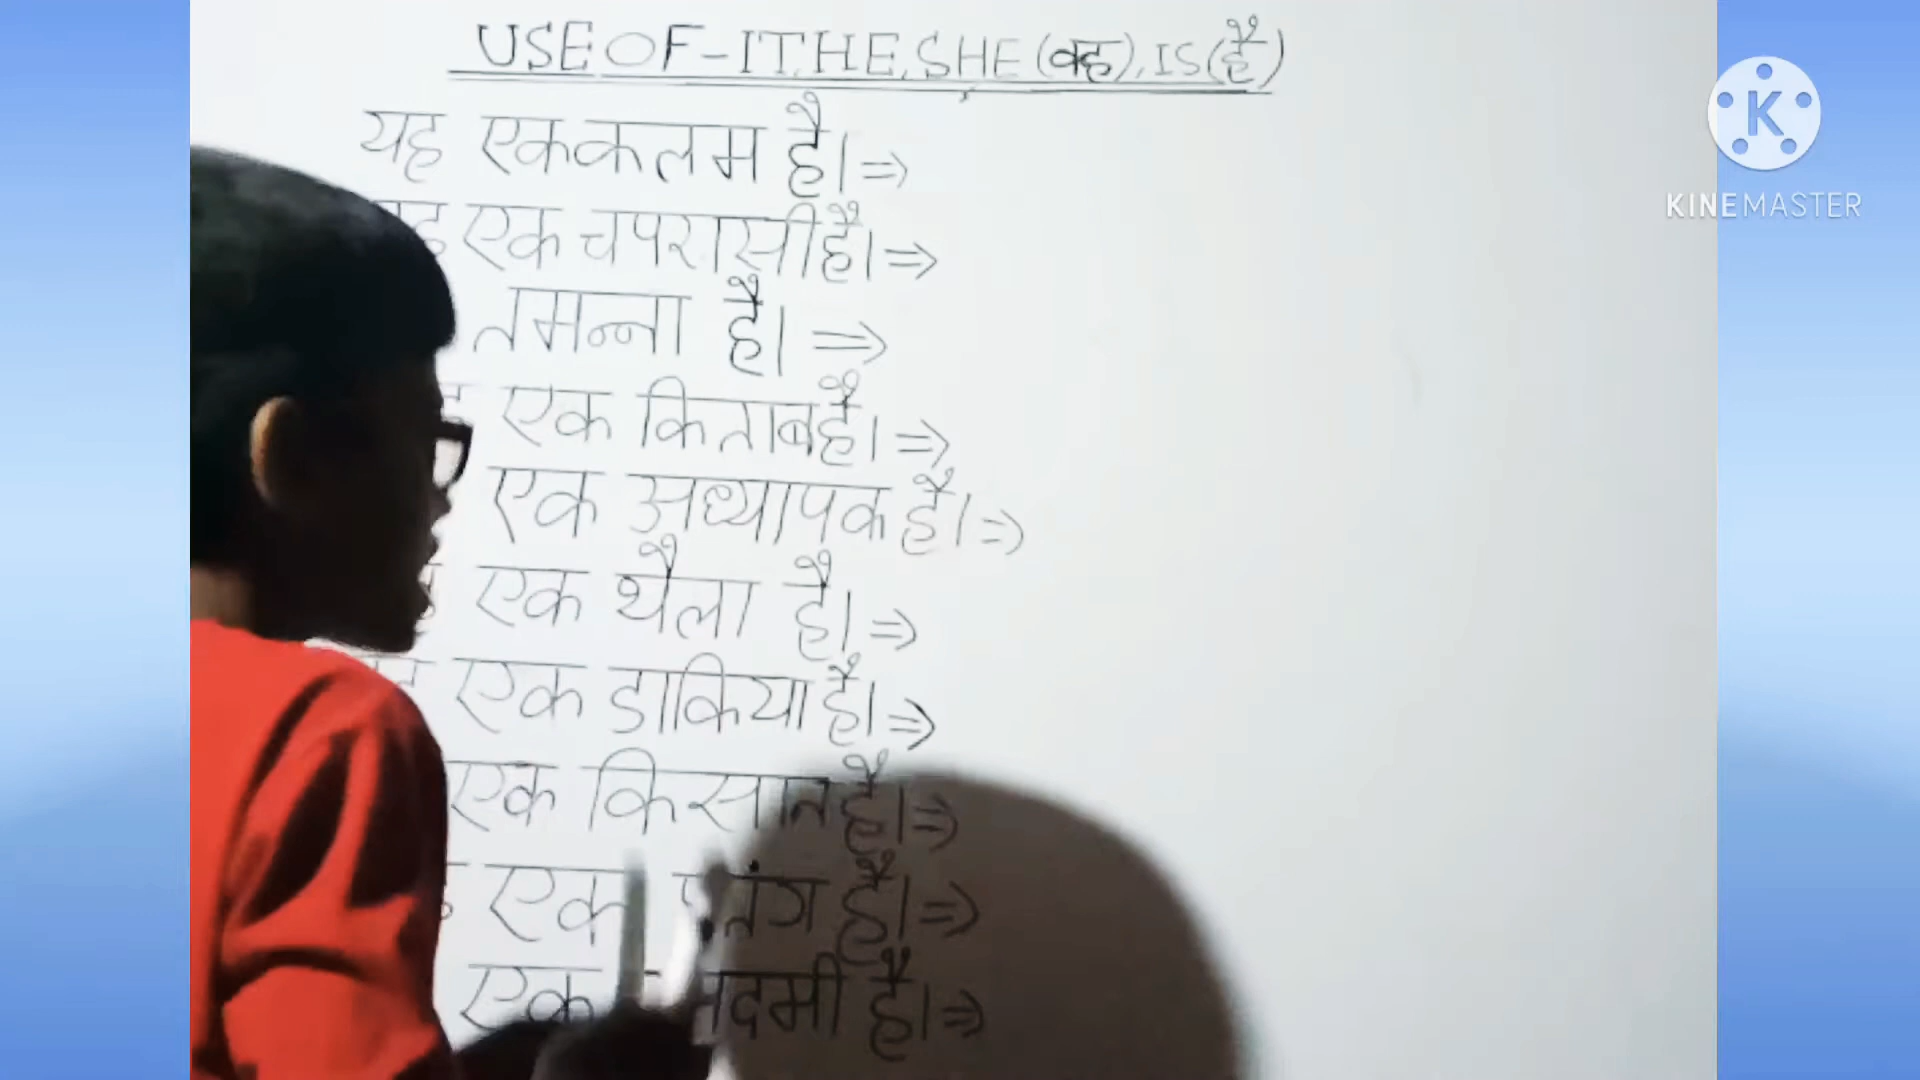 USE OF - IT, HE, SHE (वह), IS (है)
यह एक कलम है। ⇒
एक चपरासी है। ⇒
तमन्ना है। ⇒
एक किताब है। ⇒
एक अध्यापक है। ⇒
एक थैला है। ⇒
एक डाकिया है। ⇒
एक किसान है। ⇒
एक है। ⇒
एक है। ⇒
KINEMASTER